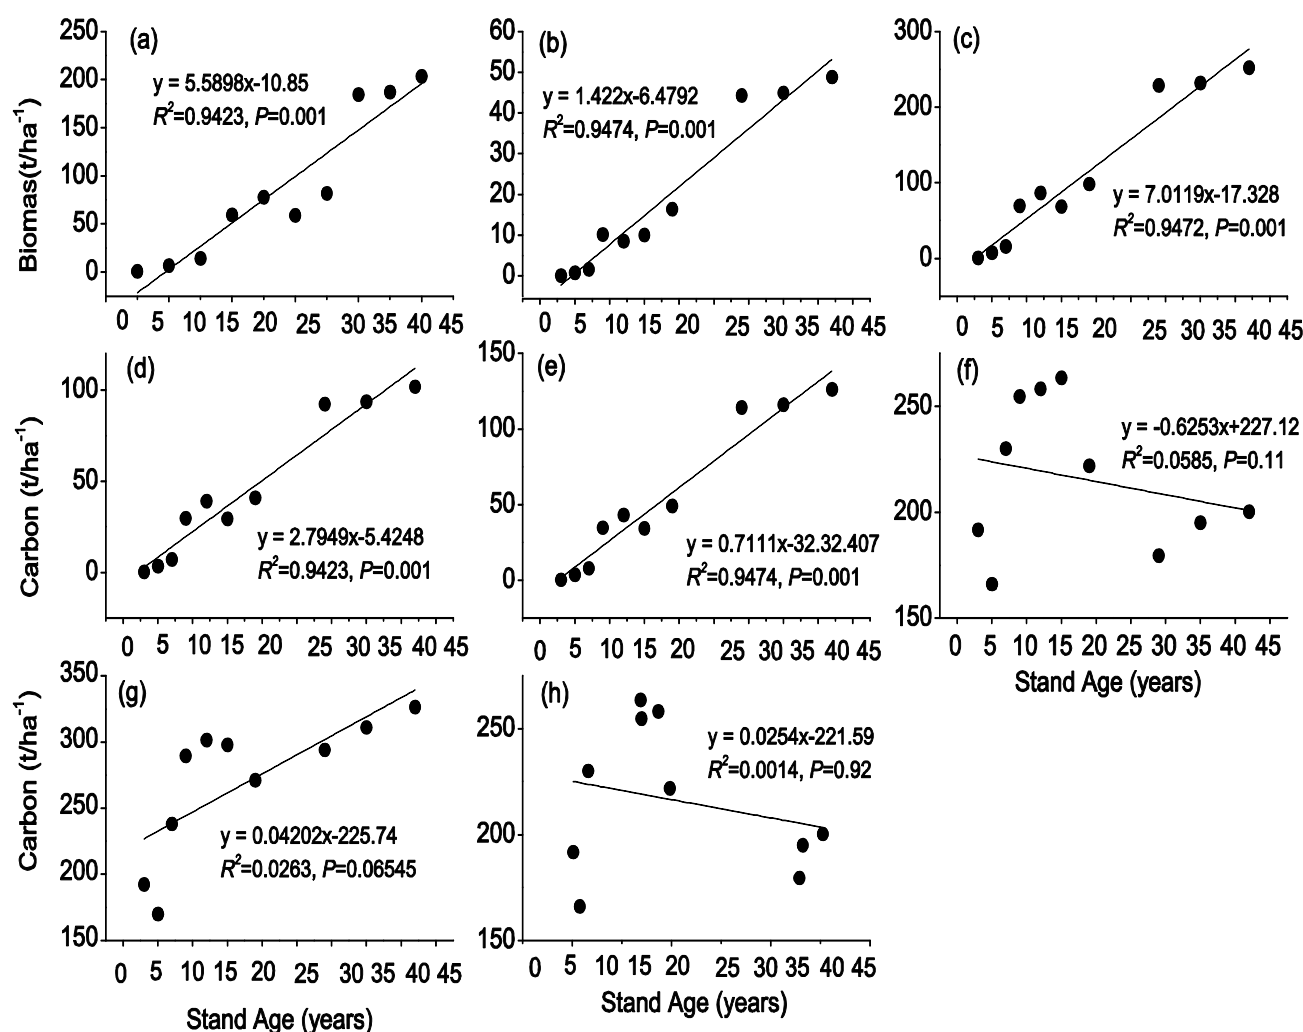 (a)
y = 5.5898x-10.85
R²=0.9423, P=0.001
Biomas(t/ha⁻¹)
250
200
150
100
50
0
0 5 10 15 20 25 30 35 40 45
(b)
y = 1.422x-6.4792
R²=0.9474, P=0.001
60
50
40
30
20
10
0
0 5 10 15 20 25 30 35 40 45
(c)
y = 7.0119x-17.328
R²=0.9472, P=0.001
300
200
100
0
0 5 10 15 20 25 30 35 40 45
(d)
y = 2.7949x-5.4248
R²=0.9423, P=0.001
Carbon (t/ha⁻¹)
100
50
0
0 5 10 15 20 25 30 35 40 45
(e)
y = 0.7111x-32.32.407
R²=0.9474, P=0.001
150
100
50
0
0 5 10 15 20 25 30 35 40 45
(f)
y = -0.6253x+227.12
R²=0.0585, P=0.11
250
200
150
0 5 10 15 20 25 30 35 40 45
Stand Age (years)
(g)
y = 0.04202x-225.74
R²=0.0263, P=0.06545
Carbon (t/ha⁻¹)
350
300
250
200
150
0 5 10 15 20 25 30 35 40 45
Stand Age (years)
(h)
y = 0.0254x-221.59
R²=0.0014, P=0.92
250
200
150
0 5 10 15 20 25 30 35 40 45
Stand Age (years)